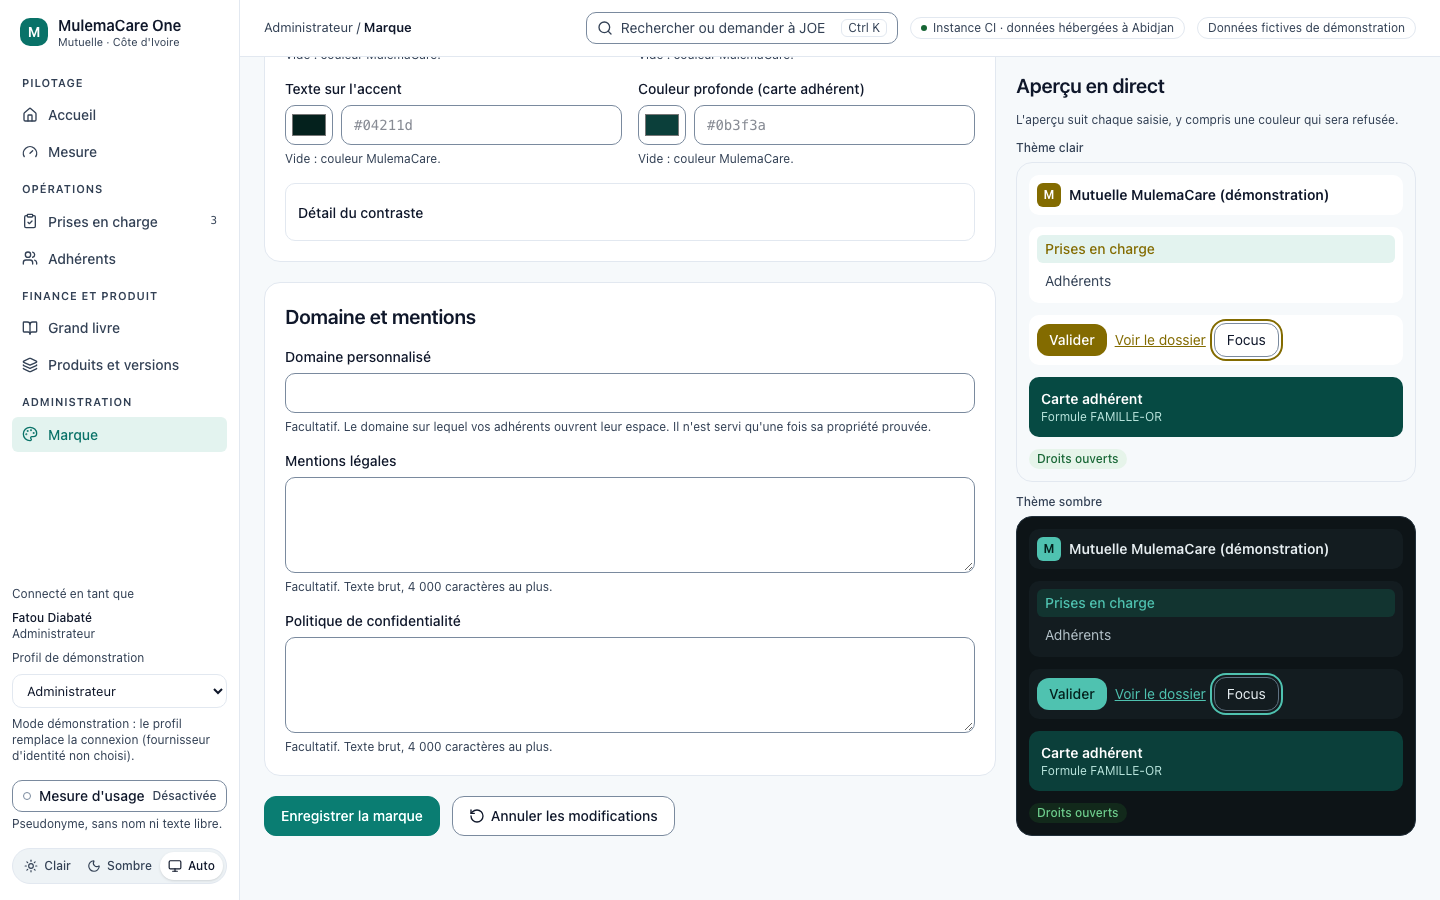 M
MulemaCare One
Mutuelle · Côte d'Ivoire
PILOTAGE
Accueil
Mesure
OPÉRATIONS
Prises en charge 3
Adhérents
FINANCE ET PRODUIT
Grand livre
Produits et versions
ADMINISTRATION
Marque
Connecté en tant que
Fatou Diabaté
Administrateur
Profil de démonstration
Administrateur
Mode démonstration : le profil
remplace la connexion (fournisseur
d'identité non choisi).
Mesure d'usage Désactivée
Pseudonyme, sans nom ni texte libre.
Clair Sombre Auto
Administrateur / Marque
Rechercher ou demander à JOE Ctrl K
Instance CI · données hébergées à Abidjan
Données fictives de démonstration
Vide : couleur MulemaCare. Vide : couleur MulemaCare.
Texte sur l'accent
#04211d
Vide : couleur MulemaCare.
Couleur profonde (carte adhérent)
#0b3f3a
Vide : couleur MulemaCare.
Détail du contraste
Domaine et mentions
Domaine personnalisé
Facultatif. Le domaine sur lequel vos adhérents ouvrent leur espace. Il n'est servi qu'une fois sa propriété prouvée.
Mentions légales
Facultatif. Texte brut, 4 000 caractères au plus.
Politique de confidentialité
Facultatif. Texte brut, 4 000 caractères au plus.
Enregistrer la marque
Annuler les modifications
Aperçu en direct
L'aperçu suit chaque saisie, y compris une couleur qui sera refusée.
Thème clair
M Mutuelle MulemaCare (démonstration)
Prises en charge
Adhérents
Valider Voir le dossier Focus
Carte adhérent
Formule FAMILLE-OR
Droits ouverts
Thème sombre
M Mutuelle MulemaCare (démonstration)
Prises en charge
Adhérents
Valider Voir le dossier Focus
Carte adhérent
Formule FAMILLE-OR
Droits ouverts